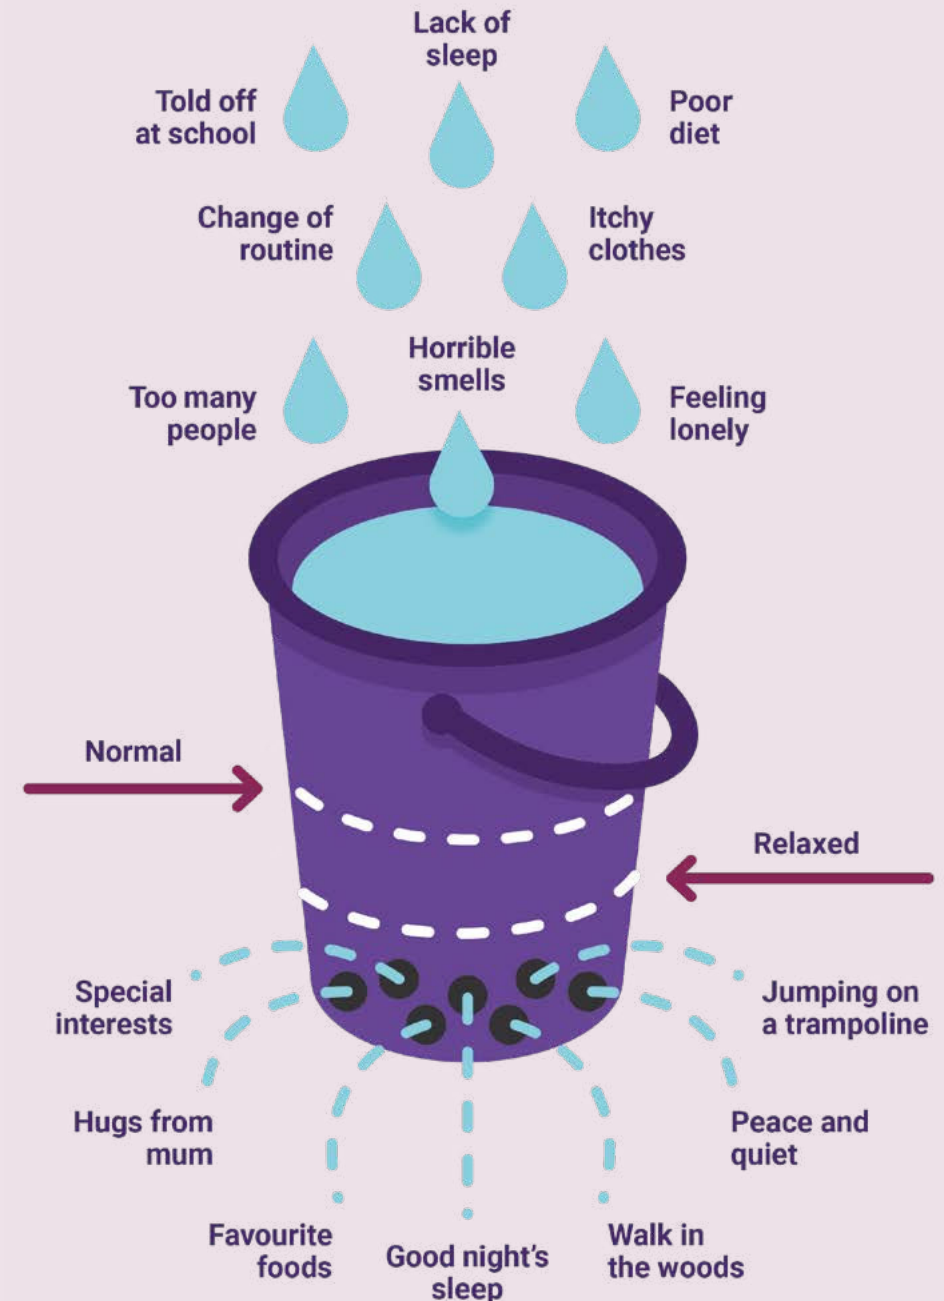 Lack of
sleep
Told off
at school
Poor
diet
Change of
routine
Itchy
clothes
Horrible
smells
Too many
people
Feeling
lonely
Normal
Relaxed
Special
interests
Jumping on
a trampoline
Hugs from
mum
Peace and
quiet
Favourite
foods
Good night's
sleep
Walk in
the woods